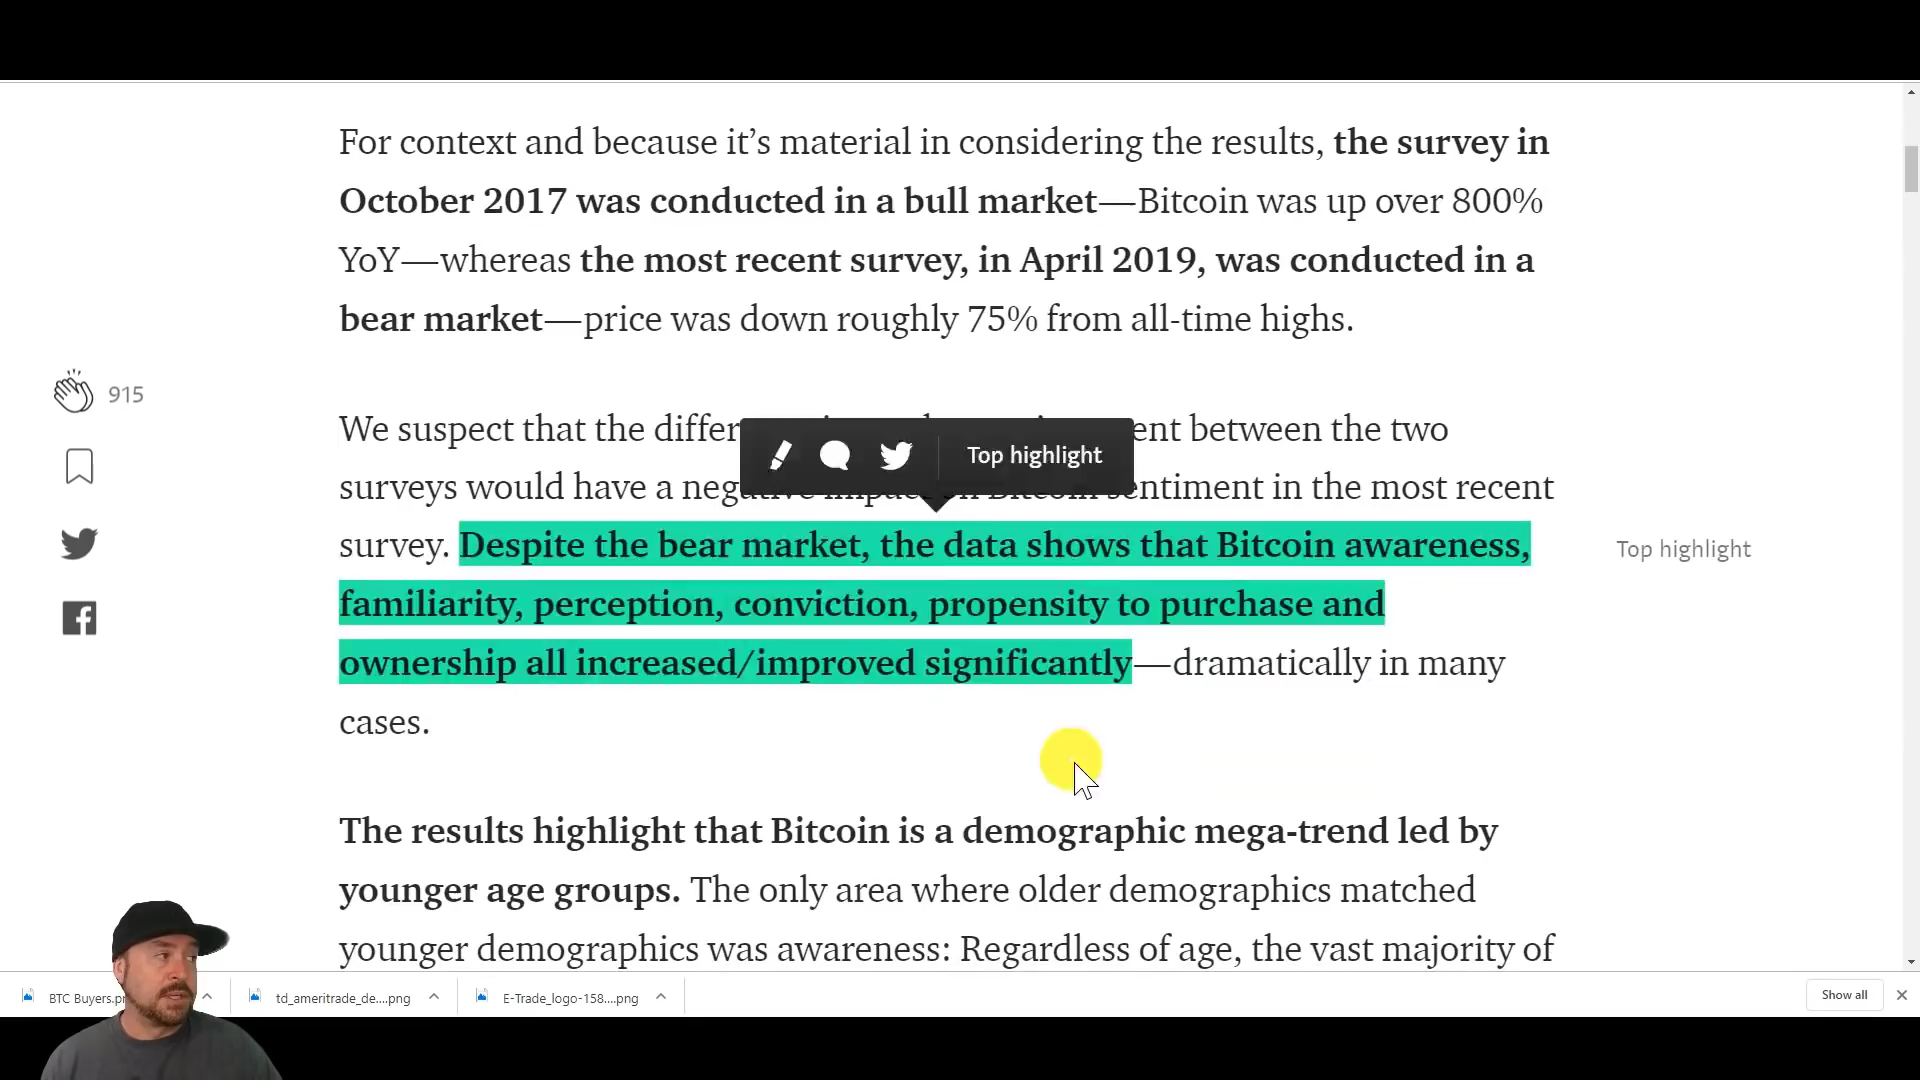 For context and because it’s material in considering the results, the survey in
October 2017 was conducted in a bull market—Bitcoin was up over 800%
YoY—whereas the most recent survey, in April 2019, was conducted in a
bear market—price was down roughly 75% from all-time highs.
915
We suspect that the differ ent between the two
Top highlight
surveys would have a negative impact on Bitcoin sentiment in the most recent
survey. Despite the bear market, the data shows that Bitcoin awareness,
Top highlight
familiarity, perception, conviction, propensity to purchase and
ownership all increased/improved significantly—dramatically in many
cases.
The results highlight that Bitcoin is a demographic mega-trend led by
younger age groups. The only area where older demographics matched
younger demographics was awareness: Regardless of age, the vast majority of
BTC Buyers.pn
td_ameritrade_de....png
E-Trade_logo-158....png
Show all